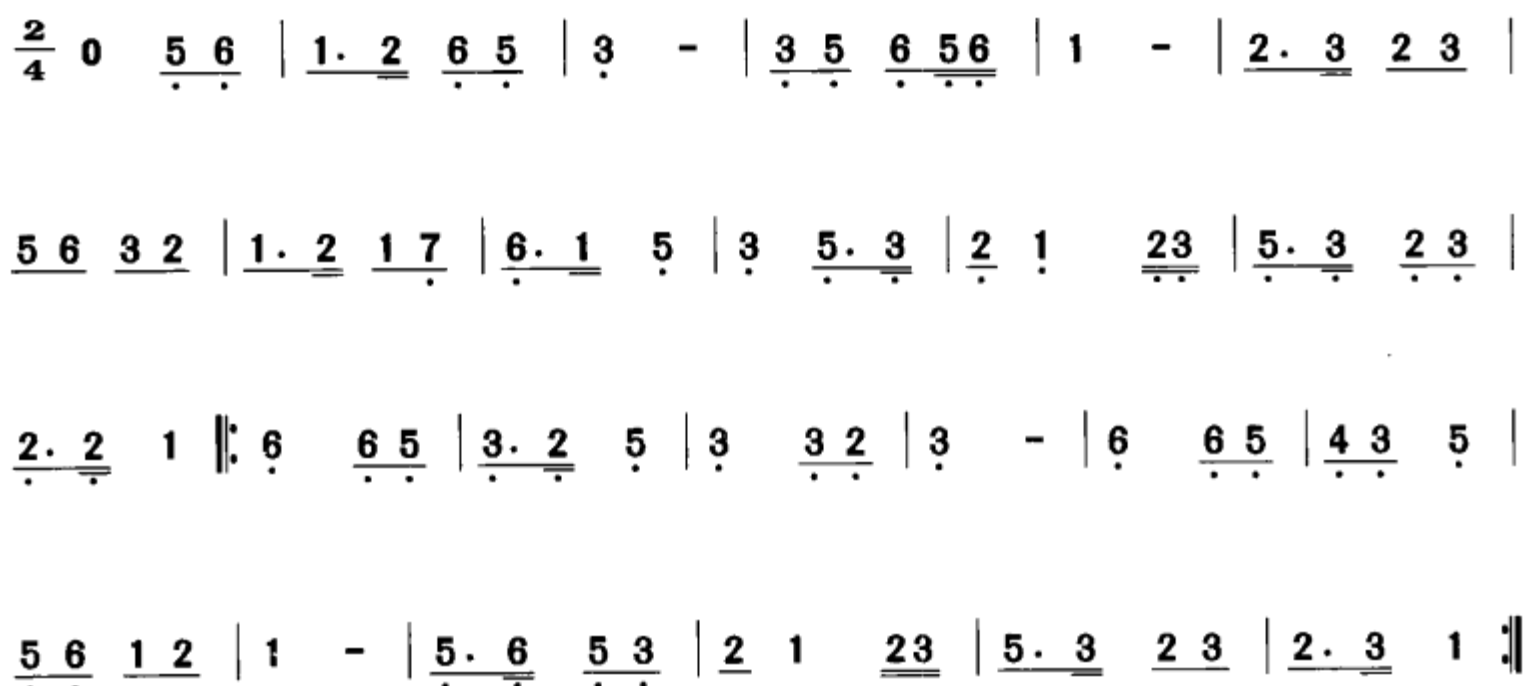 2/4 0 5̣ 6̣ | 1. 2 6̣ 5̣ | 3̣ - | 3̣ 5̣ 6̣ 5̣6̣ | 1 - | 2. 3 2 3 |
5 6 3 2 | 1. 2 1 7̣ | 6̣. 1 5̣ | 3̣ 5̣. 3̣ | 2̣ 1̣ 2̣3̣ | 5̣. 3̣ 2̣ 3̣ |
2̣. 2̣ 1 ‖: 6̣ 6̣ 5̣ | 3̣. 2̣ 5̣ | 3̣ 3̣ 2̣ | 3̣ - | 6̣ 6̣ 5̣ | 4̣ 3̣ 5̣ |
5̣ 6̣ 1 2 | 1 - | 5̣. 6̣ 5̣ 3̣ | 2 1 23 | 5. 3 2 3 | 2. 3 1 :‖